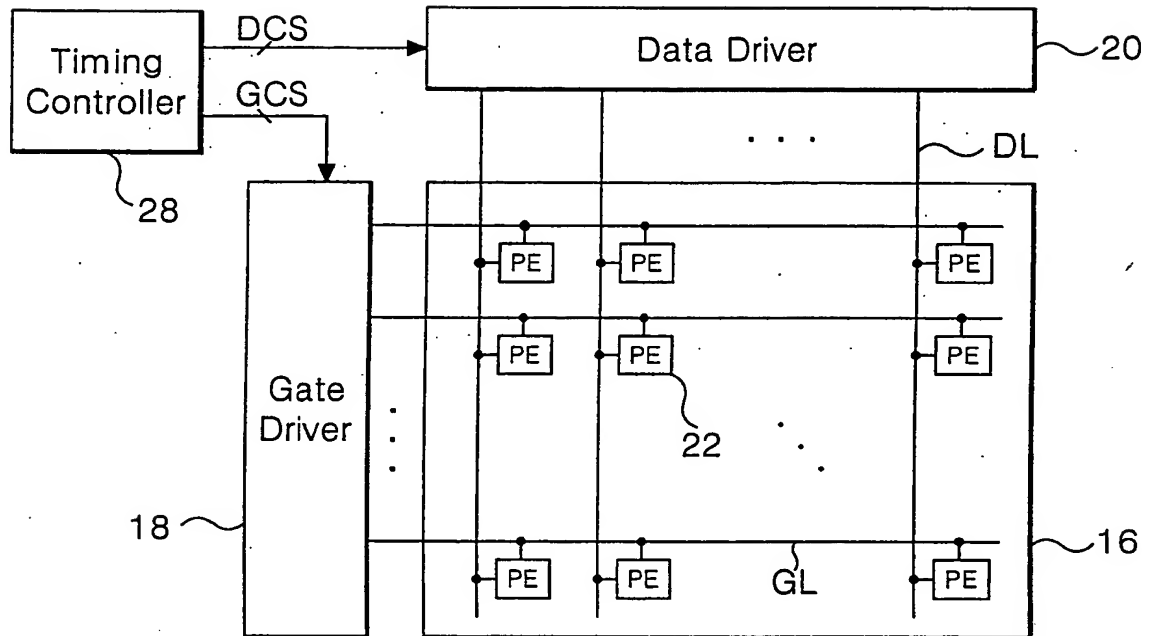 DCS
Timing
Controller
GCS
Data Driver
20
DL
28
PE PE PE
PE PE PE
Gate
Driver
22
18
16
GL
PE PE PE